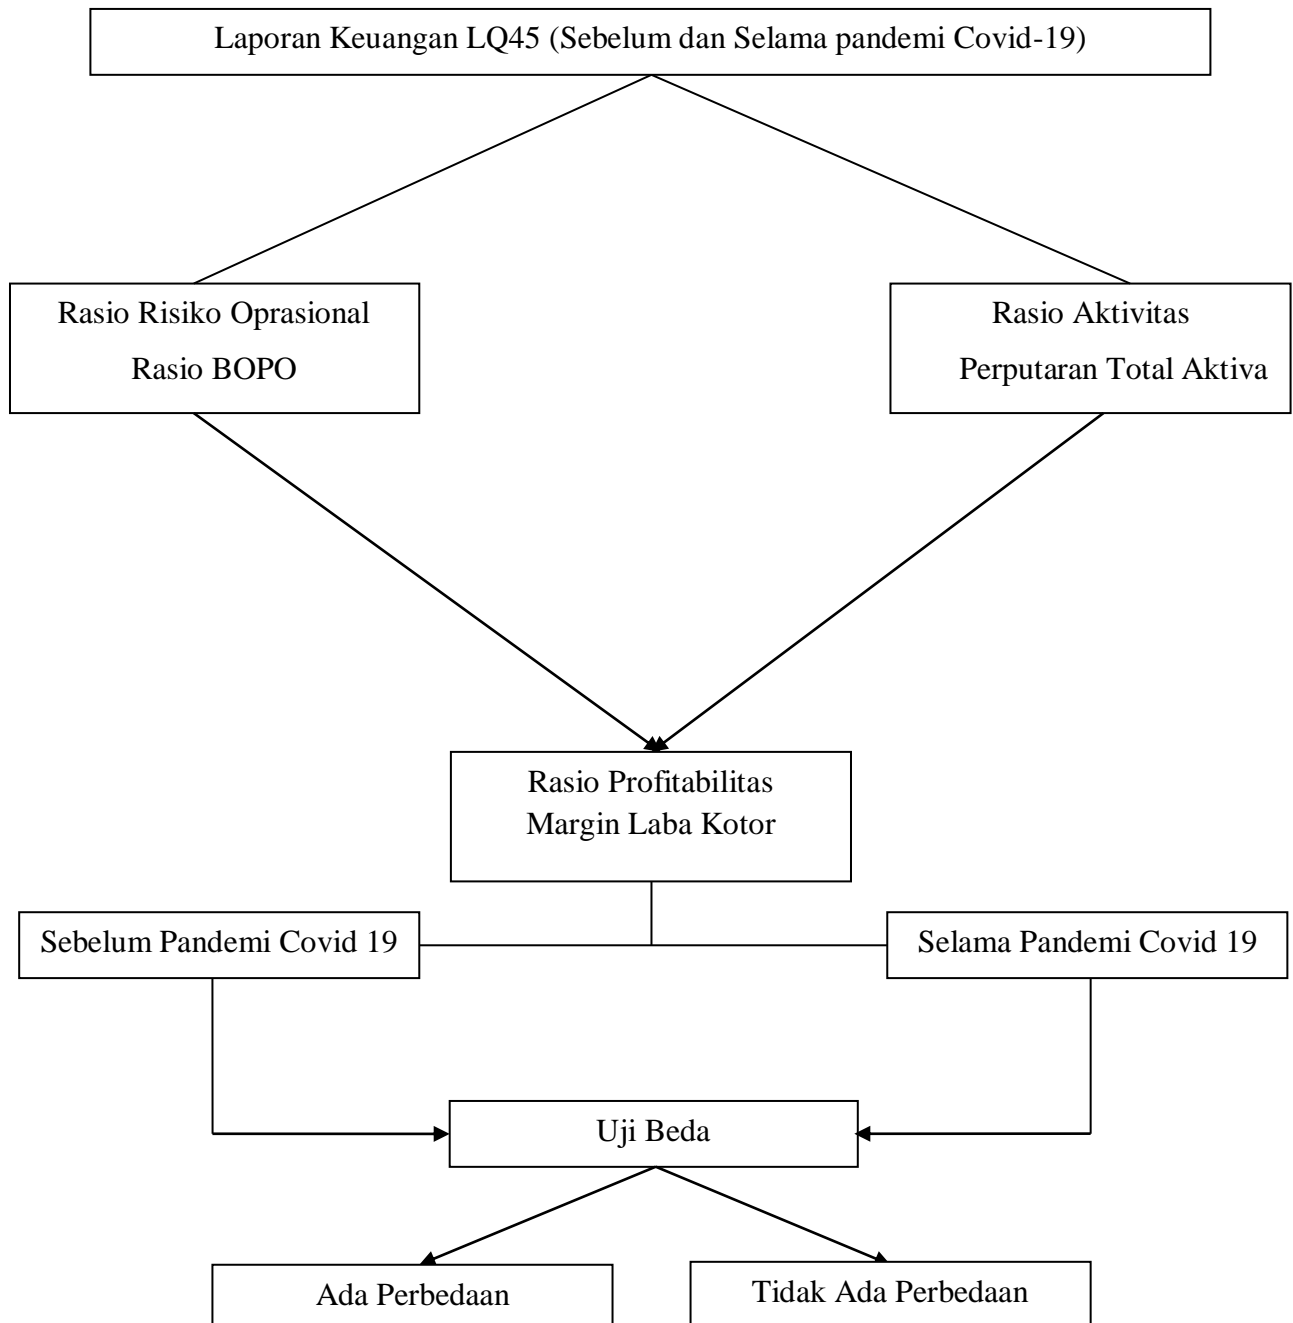 Laporan Keuangan LQ45 (Sebelum dan Selama pandemi Covid-19)
Rasio Risiko Oprasional
Rasio BOPO
Rasio Aktivitas
Perputaran Total Aktiva
Rasio Profitabilitas
Margin Laba Kotor
Sebelum Pandemi Covid 19
Selama Pandemi Covid 19
Uji Beda
Ada Perbedaan
Tidak Ada Perbedaan